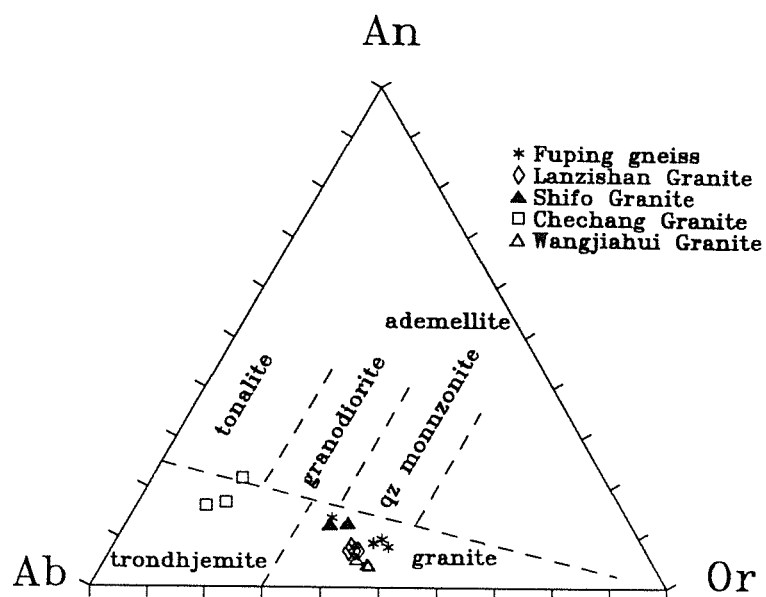 An
Fuping gneiss
Lanzishan Granite
Shifo Granite
Chechang Granite
Wangjiahui Granite
ademellite
tonalite
granodiorite
qz monnzonite
trondhjemite
granite
Ab
Or